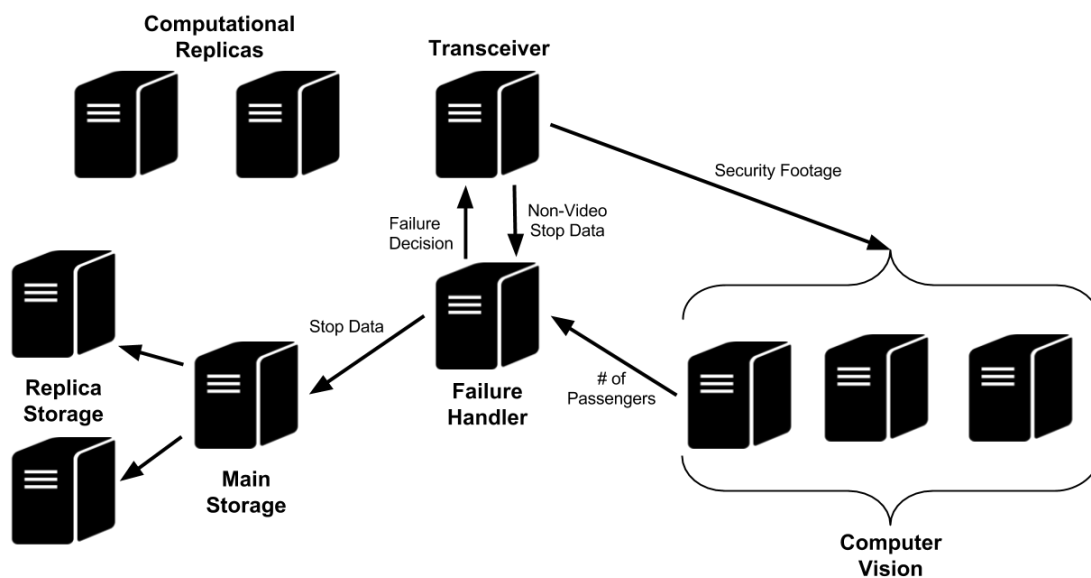 Computational
Replicas
Transceiver
Security Footage
Failure
Decision
Non-Video
Stop Data
Stop Data
# of
Passengers
Replica
Storage
Failure
Handler
Main
Storage
Computer
Vision